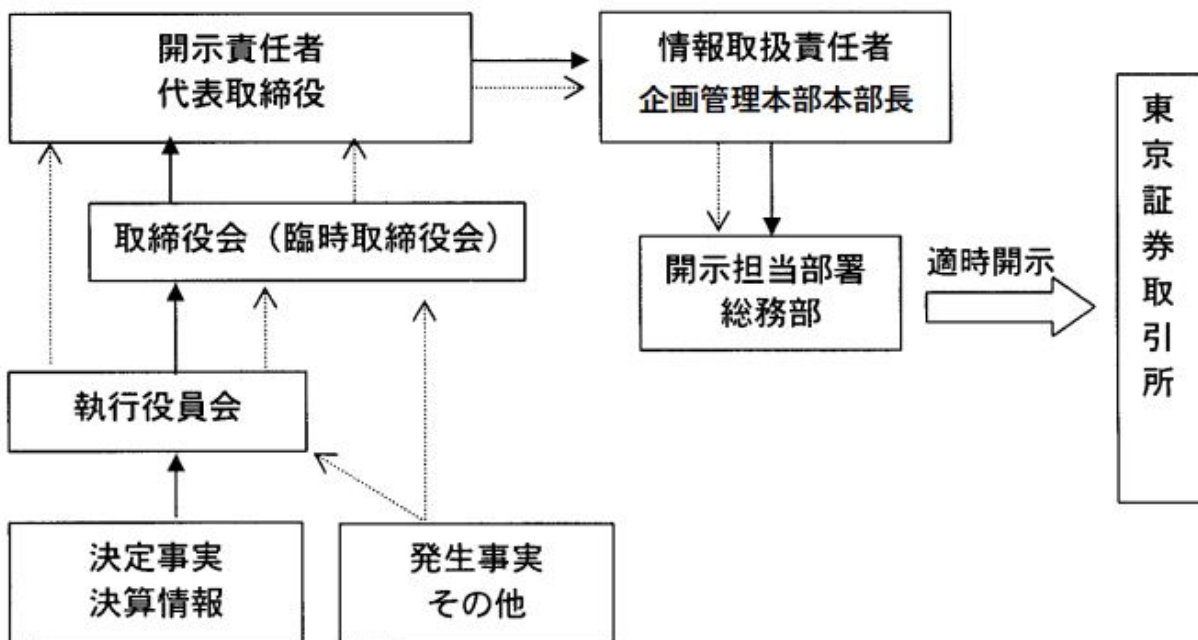 開示責任者
代表取締役
情報取扱責任者
企画管理本部本部長
取締役会（臨時取締役会）
開示担当部署
総務部
適時開示
東京証券取引所
執行役員会
決定事実
決算情報
発生事実
その他